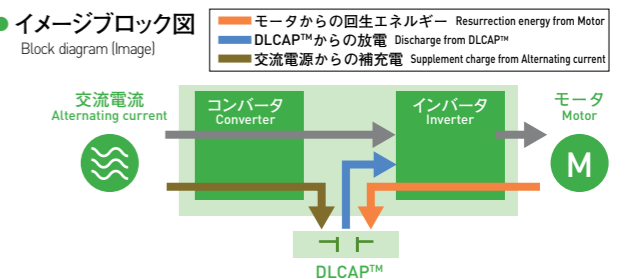 イメージブロック図
Block diagram (Image)
モータからの回生エネルギー Resurrection energy from Motor
DLCAP™からの放電 Discharge from DLCAP™
交流電源からの補充電 Supplement charge from Alternating current
交流電流
Alternating current
コンバータ
Converter
インバータ
Inverter
モータ
Motor
M
DLCAP™